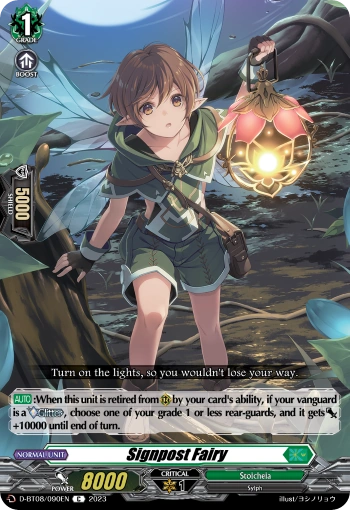 1
GRADE
BOOST
5000
SHIELD
Turn on the lights, so you wouldn't lose your way.
AUTO:When this unit is retired from R by your card's ability, if your vanguard
is a, choose one of your grade 1 or less rear-guards, and it gets
+10000 until end of turn.
NORMAL UNIT
Signpost Fairy
POWER 8000
CRITICAL
1
Stoicheia
Sylph
D-BT08/090EN C 2023
illust/ヨシノリョウ